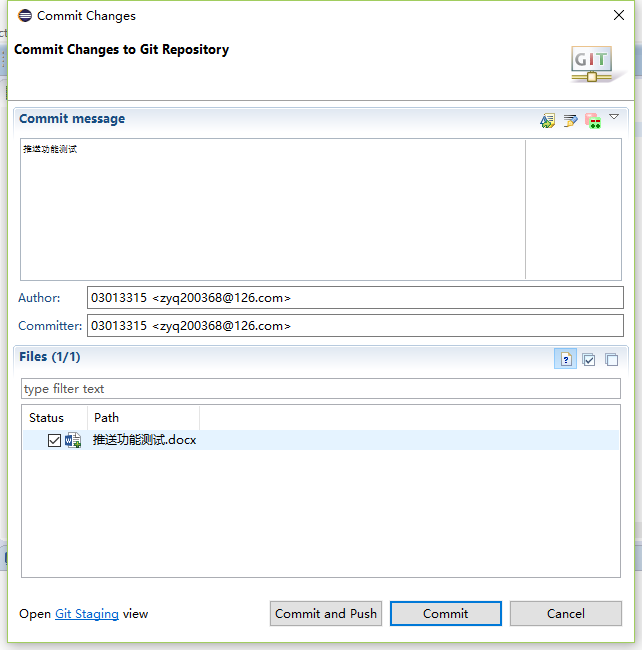 Commit Changes
Commit Changes to Git Repository
GIT
Commit message
推送功能测试
Author: 03013315 <zyq200368@126.com>
Committer: 03013315 <zyq200368@126.com>
Files (1/1)
type filter text
Status Path
推送功能测试.docx
Open Git Staging view Commit and Push Commit Cancel